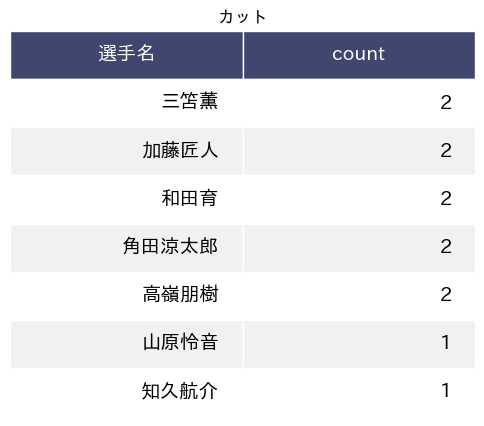 カット
選手名 count
三笘薫 2
加藤匠人 2
和田育 2
角田涼太郎 2
高嶺朋樹 2
山原怜音 1
知久航介 1